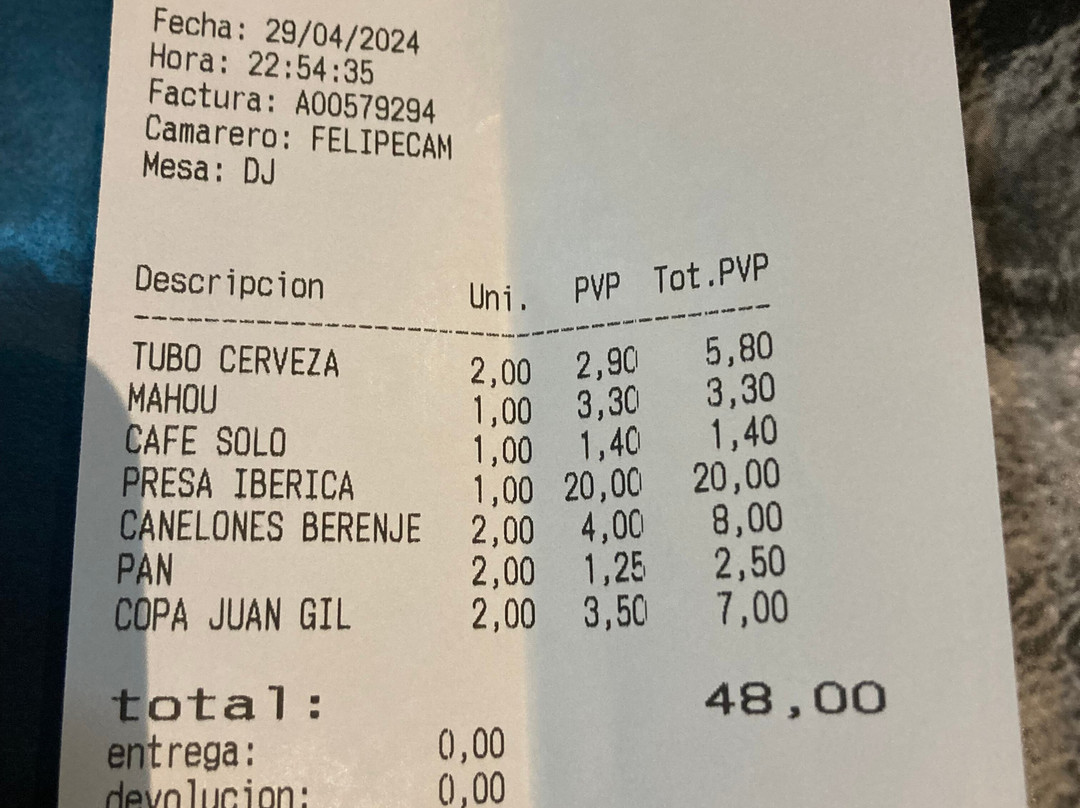 Fecha: 29/04/2024
Hora: 22:54:35
Factura: A00579294
Camarero: FELIPECAM
Mesa: DJ
Descripcion Uni. PVP Tot.PVP
TUBO CERVEZA 2,00 2,90 5,80
MAHOU 1,00 3,30 3,30
CAFE SOLO 1,00 1,40 1,40
PRESA IBERICA 1,00 20,00 20,00
CANELONES BERENJE 2,00 4,00 8,00
PAN 2,00 1,25 2,50
COPA JUAN GIL 2,00 3,50 7,00
total: 48,00
entrega: 0,00
devolucion: 0,00